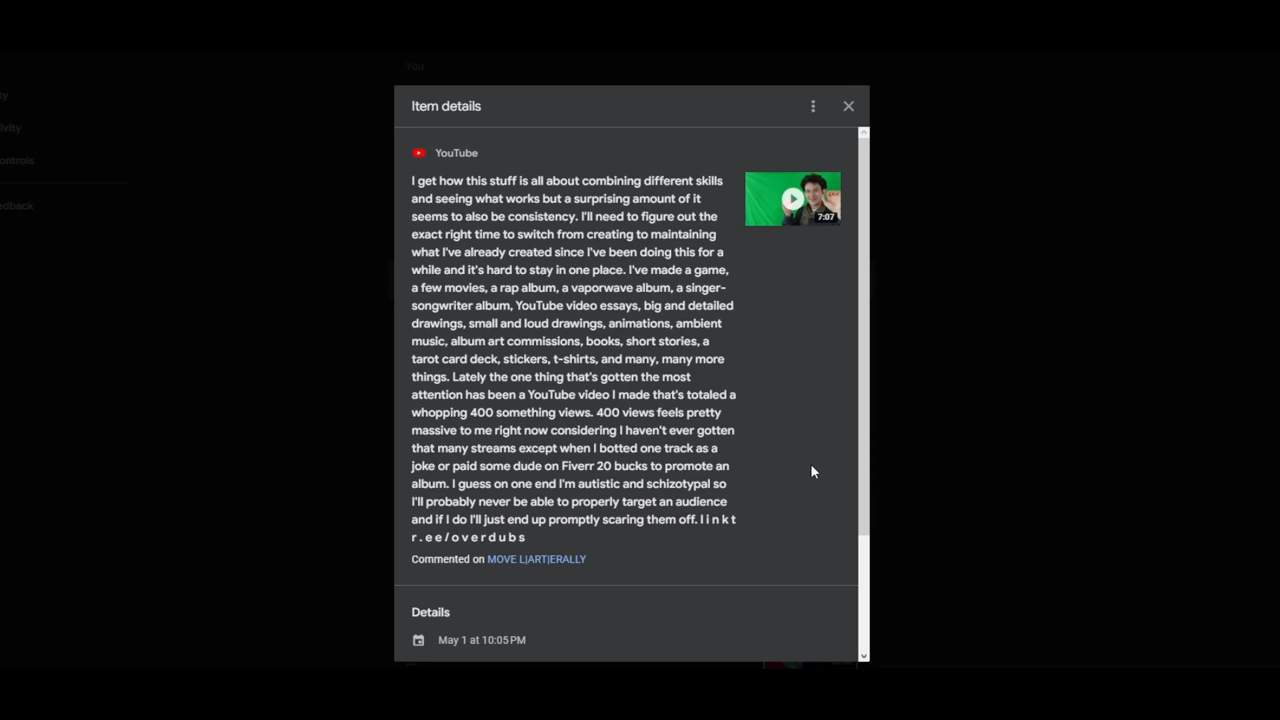 You
ty
Item details
ivity
ontrols
YouTube
I get how this stuff is all about combining different skills
and seeing what works but a surprising amount of it
seems to also be consistency. I'll need to figure out the
exact right time to switch from creating to maintaining
what I've already created since I've been doing this for a
while and it's hard to stay in one place. I've made a game,
a few movies, a rap album, a vaporwave album, a singer-
songwriter album, YouTube video essays, big and detailed
drawings, small and loud drawings, animations, ambient
music, album art commissions, books, short stories, a
tarot card deck, stickers, t-shirts, and many, many more
things. Lately the one thing that's gotten the most
attention has been a YouTube video I made that's totaled a
whopping 400 something views. 400 views feels pretty
massive to me right now considering I haven't ever gotten
that many streams except when I botted one track as a
joke or paid some dude on Fiverr 20 bucks to promote an
album. I guess on one end I'm autistic and schizotypal so
I'll probably never be able to properly target an audience
and if I do I'll just end up promptly scaring them off. l i n k t
r . e e / o v e r d u b s
7:07
edback
Commented on MOVE L|ART|ERALLY
Details
May 1 at 10:05 PM